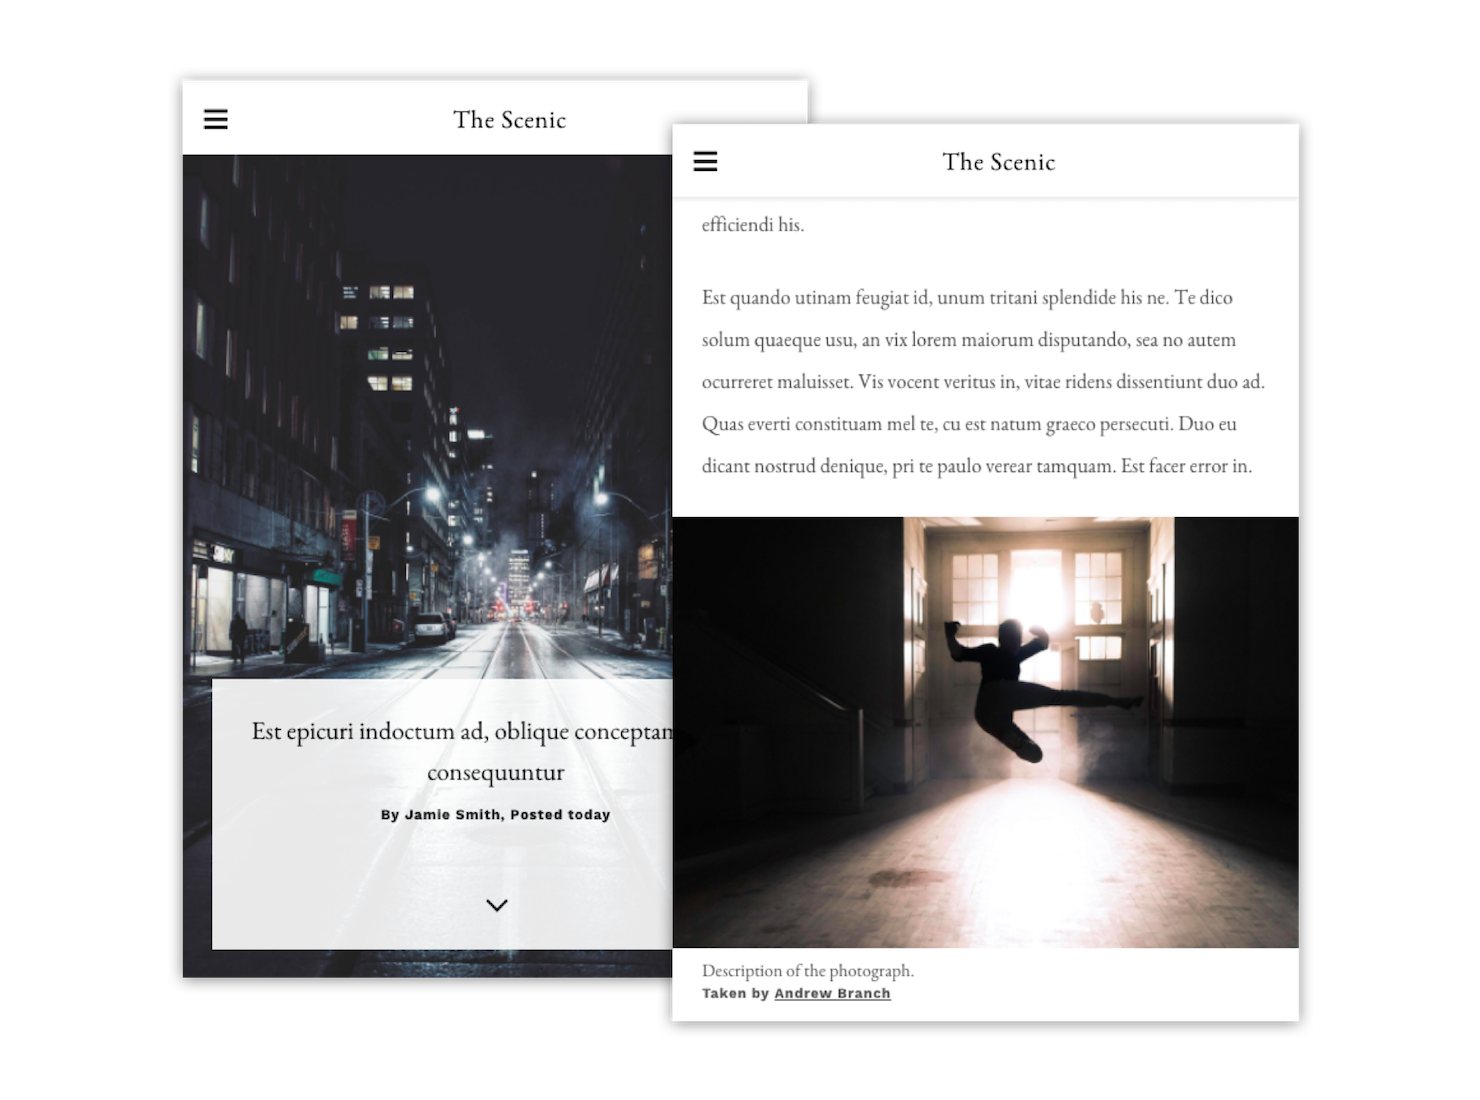 The Scenic
Est epicuri indoctum ad, oblique
consequuntur
By Jamie Smith, Posted today
The Scenic
efficiendi his.
Est quando utinam feugiat id, unum tritani splendide his ne. Te dico
solum quaeque usu, an vix lorem maiorum disputando, sea no autem
ocurreret maluisset. Vis vocent veritus in, vitae ridens dissentiunt duo ad.
Quas everti constituam mel te, cu est natum graeco persecuti. Duo eu
dicant nostrud denique, pri te paulo verear tamquam. Est facer error in.
Description of the photograph.
Taken by Andrew Branch